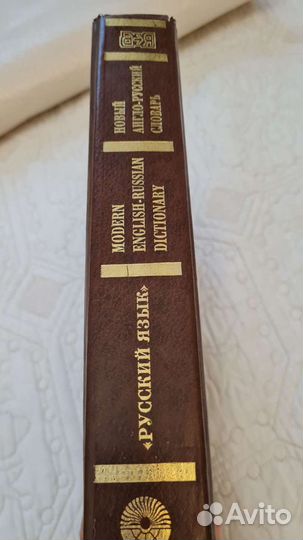 НОВЫЙ
АНГЛО-РУССКИЙ
СЛОВАРЬ
MODERN
ENGLISH-RUSSIAN
DICTIONARY
«РУССКИЙ ЯЗЫК»
Avito